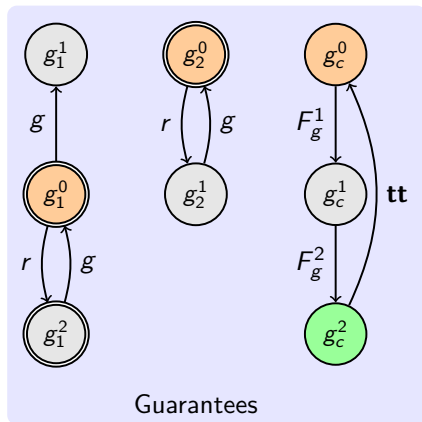 g_1^1 g_2^0 g_c^0
g r g F_g^1
g_1^0 g_2^1 g_c^1 tt
r g F_g^2
g_1^2 g_c^2
Guarantees